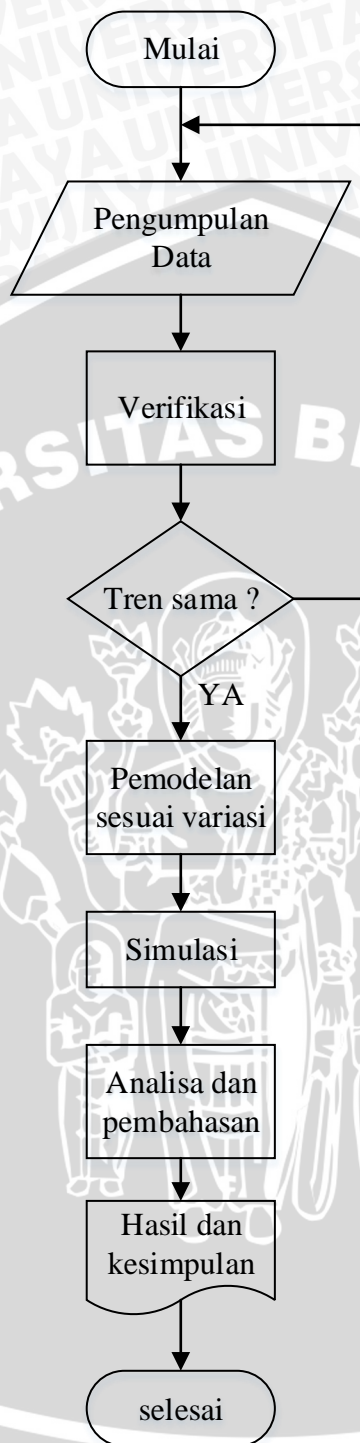 Mulai
Pengumpulan
Data
Verifikasi
Tren sama ?
YA
Pemodelan
sesuai variasi
Simulasi
Analisa dan
pembahasan
Hasil dan
kesimpulan
selesai